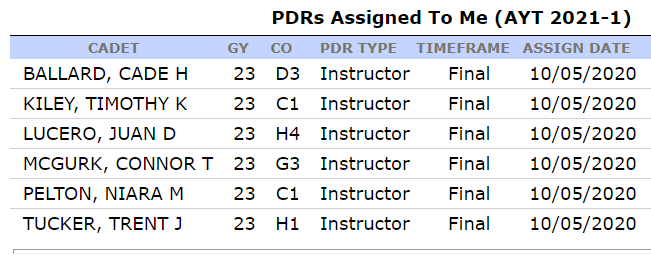 PDRs Assigned To Me (AYT 2021-1)
CADET GY CO PDR TYPE TIMEFRAME ASSIGN DATE
BALLARD, CADE H 23 D3 Instructor Final 10/05/2020
KILEY, TIMOTHY K 23 C1 Instructor Final 10/05/2020
LUCERO, JUAN D 23 H4 Instructor Final 10/05/2020
MCGURK, CONNOR T 23 G3 Instructor Final 10/05/2020
PELTON, NIARA M 23 C1 Instructor Final 10/05/2020
TUCKER, TRENT J 23 H1 Instructor Final 10/05/2020